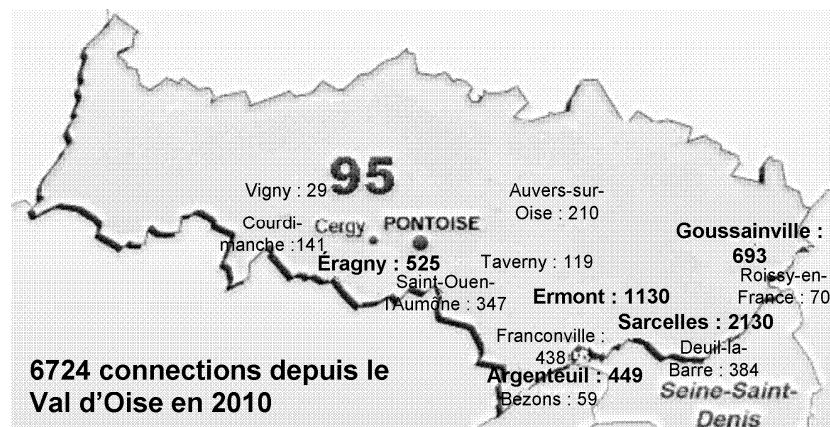 95
Vigny : 29
Auvers-sur-
Oise : 210
Courdi-
manche :141
Cergy
PONTOISE
Goussainville :
693
Éragny : 525
Taverny : 119
Saint-Ouen-
l'Aumône : 347
Roissy-en-
France : 70
Ermont : 1130
Sarcelles : 2130
Franconville :
438
Deuil-la-
Barre : 384
Argenteuil : 449
Bezons : 59
6724 connections depuis le
Val d’Oise en 2010
Seine-Saint-
Denis